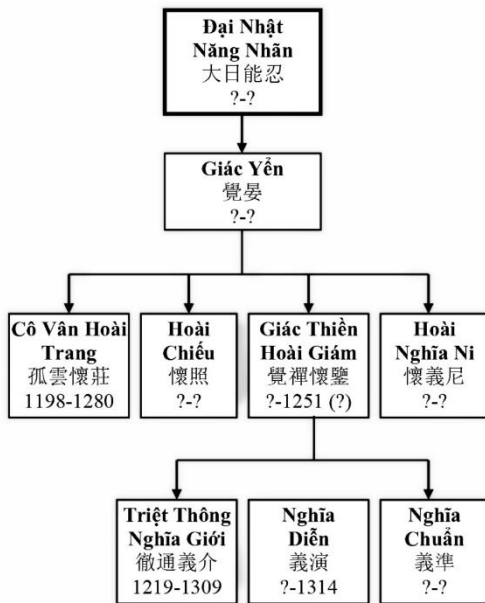 Đại Nhật
Năng Nhãn
大日能忍
?-?
Giác Yển
覺晏
?-?
Cô Vân Hoài
Trang
孤雲懷莊
1198-1280
Hoài
Chiếu
懷照
?-?
Giác Thiền
Hoài Giám
覺禪懷鑒
?-1251 (?)
Hoài
Nghĩa Ni
懷義尼
?-?
Triệt Thông
Nghĩa Giới
徹通義介
1219-1309
Nghĩa
Diễn
義演
?-1314
Nghĩa
Chuẩn
義準
?-?